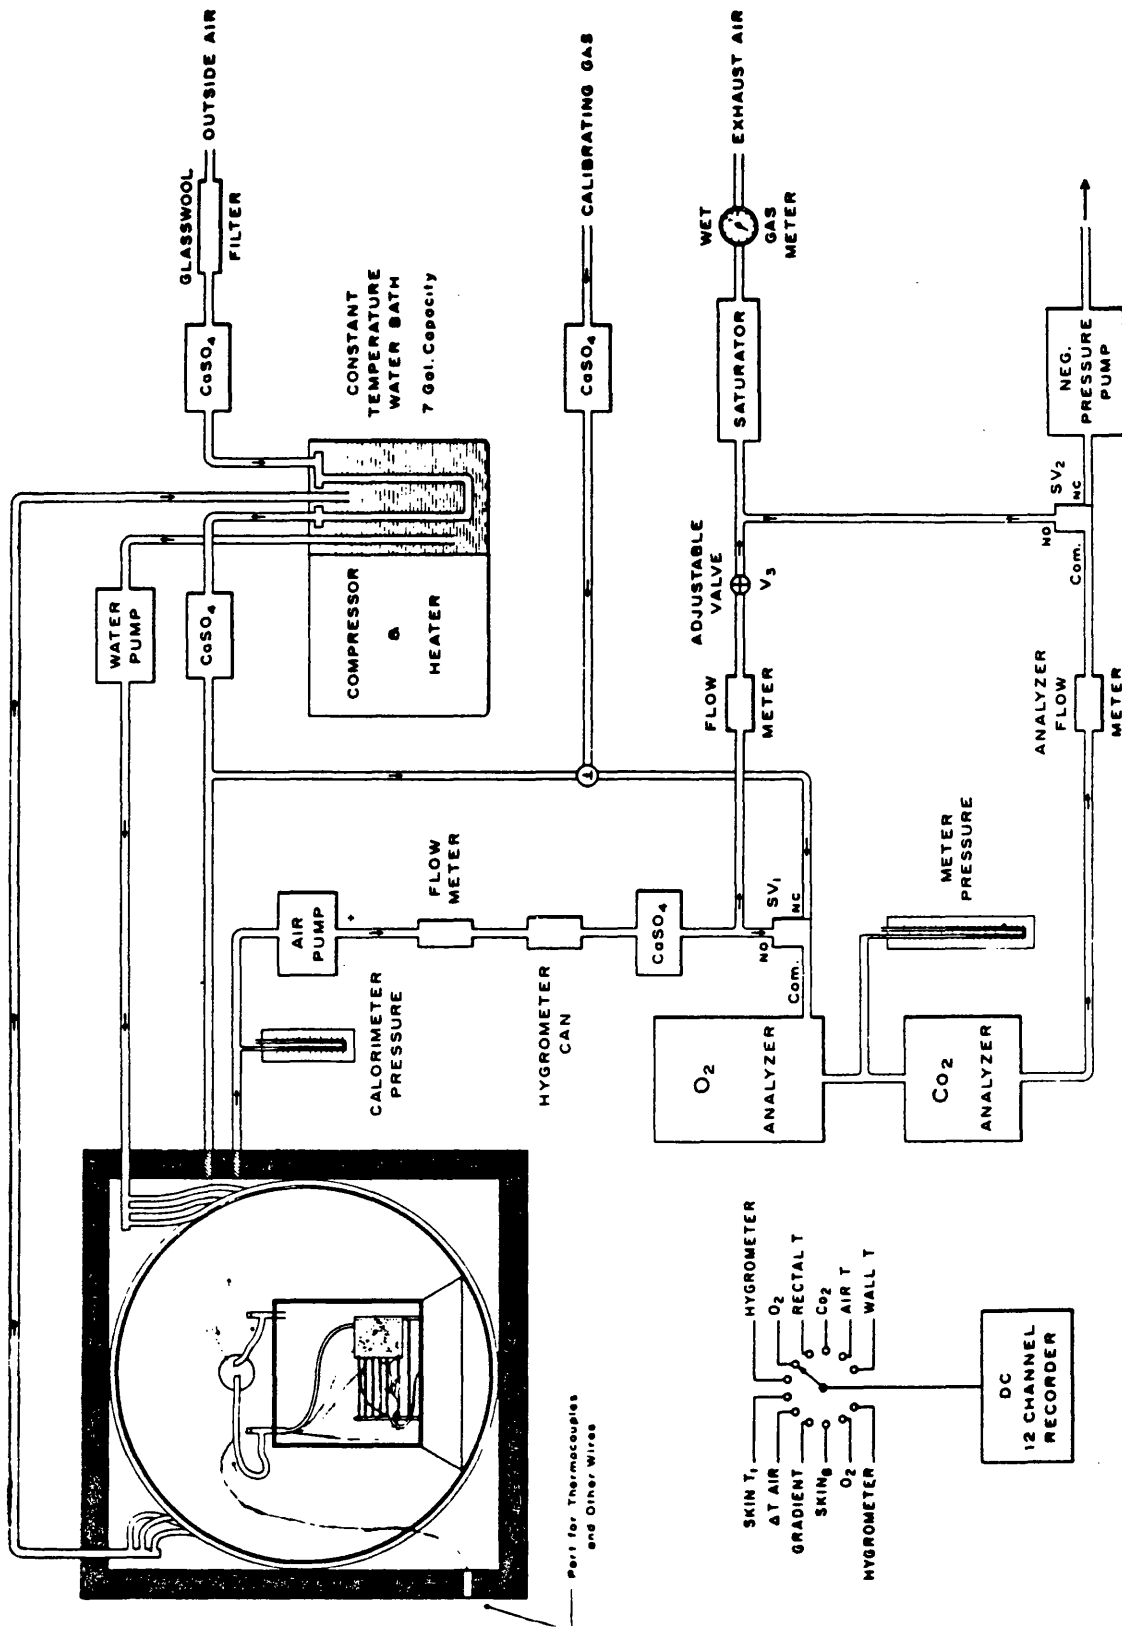 OUTSIDE AIR
GLASSWOOL
FILTER
CaSO4
CONSTANT
TEMPERATURE
WATER BATH
7 Gal. Capacity
COMPRESSOR
&
HEATER
WATER
PUMP
CaSO4
CALIBRATING GAS
CaSO4
EXHAUST AIR
WET
GAS
METER
SATURATOR
NEG.
PRESSURE
PUMP
SV2
NC
NO
Com.
ADJUSTABLE
VALVE
V3
FLOW
METER
ANALYZER
FLOW
METER
AIR
PUMP
+
FLOW
METER
HYGROMETER
CAN
CaSO4
SV1
NC
NO
Com.
METER
PRESSURE
CALORIMETER
PRESSURE
O2
ANALYZER
Co2
ANALYZER
Port for Thermocouples
and Other Wires
HYGROMETER
O2
RECTAL T
Co2
AIR T
WALL T
SKIN T1
ΔT AIR
GRADIENT
SKIN8
O2
HYGROMETER
DC
12 CHANNEL
RECORDER